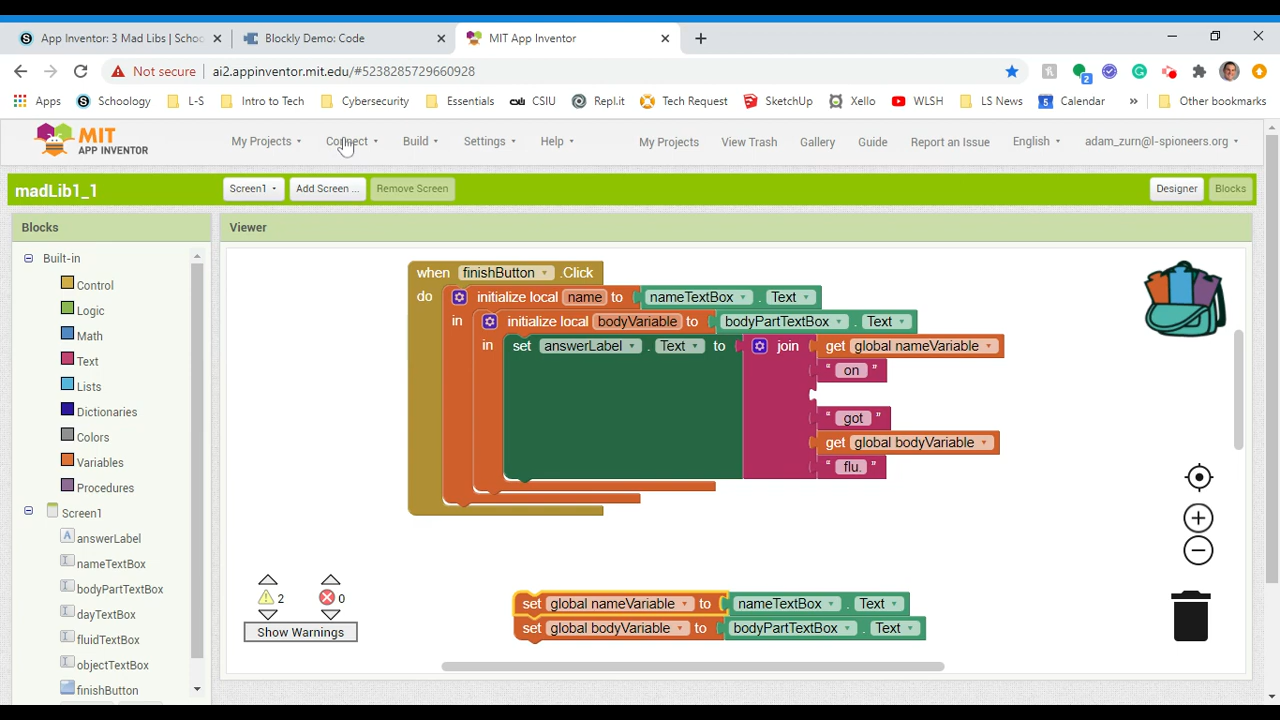 App Inventor: 3 Mad Libs | Schoo
Blockly Demo: Code
MIT App Inventor
Not secure
ai2.appinventor.mit.edu/#5238285729660928
2
Apps
Schoology
L-S
Intro to Tech
Cybersecurity
Essentials
CSIU
Repl.it
Tech Request
SketchUp
Xello
WLSH
LS News
5
Calendar
»
Other bookmarks
MIT
APP INVENTOR
My Projects
Connect
Build
Settings
Help
My Projects
View Trash
Gallery
Guide
Report an Issue
English
adam_zurn@l-spioneers.org
madLib1_1
Screen1
Add Screen ...
Remove Screen
Designer
Blocks
Blocks
Viewer
Built-in
Control
Logic
Math
Text
Lists
Dictionaries
Colors
Variables
Procedures
Screen1
answerLabel
nameTextBox
bodyPartTextBox
dayTextBox
fluidTextBox
objectTextBox
finishButton
when finishButton .Click
do initialize local name to nameTextBox . Text
in initialize local bodyVariable to bodyPartTextBox . Text
in set answerLabel . Text to join get global nameVariable
“ on ”
“ got ”
get global bodyVariable
“ flu. ”
set global nameVariable to nameTextBox . Text
set global bodyVariable to bodyPartTextBox . Text
2
0
Show Warnings